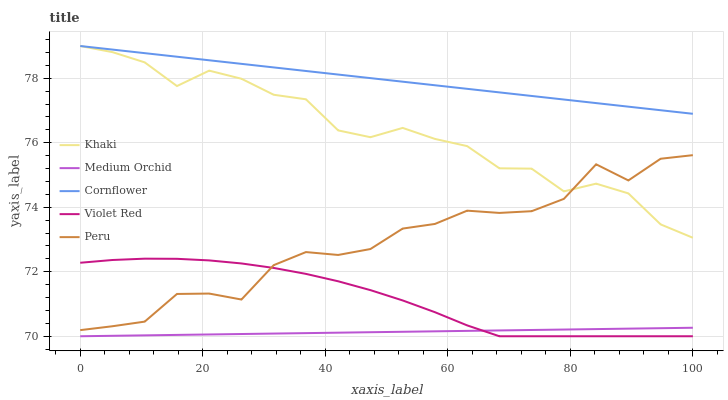 title
yaxis_label
78
76
74
72
70
Khaki
Medium Orchid
Cornflower
Violet Red
Peru
0 20 40 60 80 100
xaxis_label